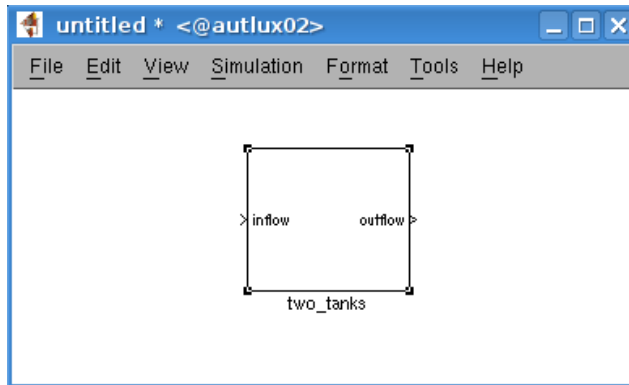 untitled * <@autlux02>
File Edit View Simulation Format Tools Help
inflow outflow
two_tanks